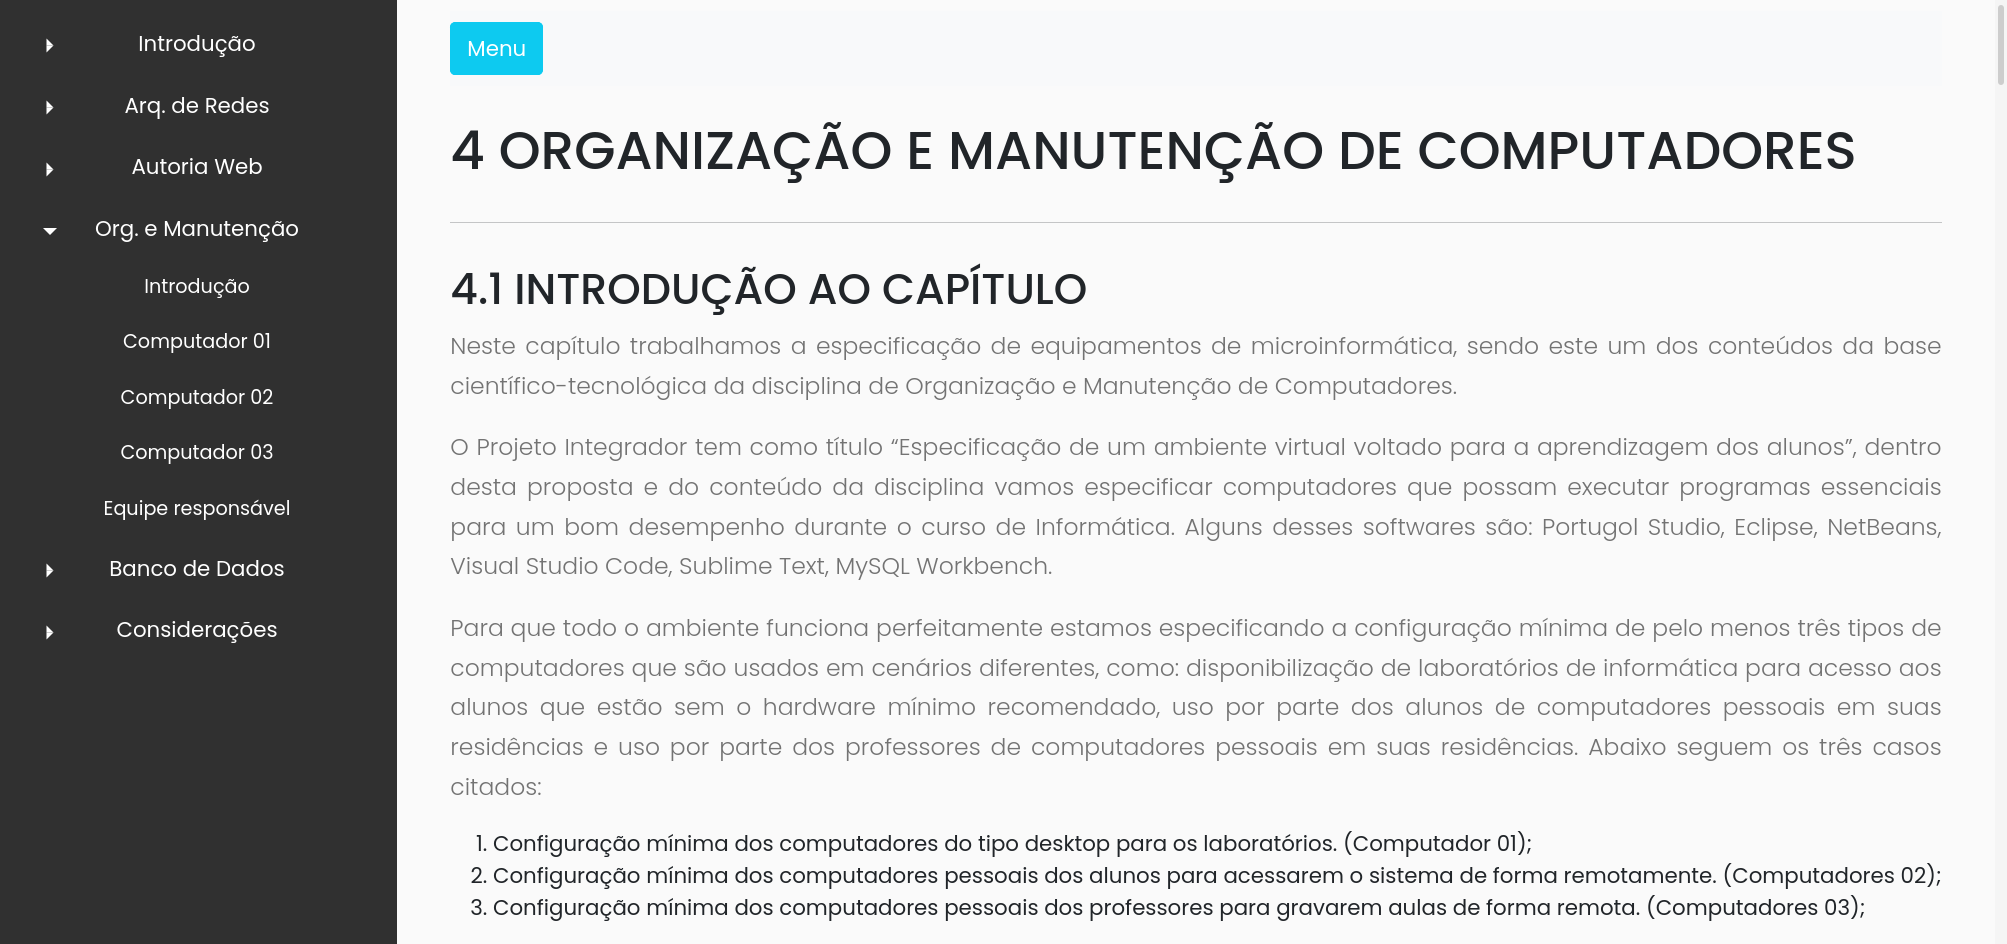 Introdução
Arq. de Redes
Autoria Web
Org. e Manutenção
Introdução
Computador 01
Computador 02
Computador 03
Equipe responsável
Banco de Dados
Considerações
Menu
4 ORGANIZAÇÃO E MANUTENÇÃO DE COMPUTADORES
4.1 INTRODUÇÃO AO CAPÍTULO
Neste capítulo trabalhamos a especificação de equipamentos de microinformática, sendo este um dos conteúdos da base
científico-tecnológica da disciplina de Organização e Manutenção de Computadores.
O Projeto Integrador tem como título “Especificação de um ambiente virtual voltado para a aprendizagem dos alunos”, dentro
desta proposta e do conteúdo da disciplina vamos especificar computadores que possam executar programas essenciais
para um bom desempenho durante o curso de Informática. Alguns desses softwares são: Portugol Studio, Eclipse, NetBeans,
Visual Studio Code, Sublime Text, MySQL Workbench.
Para que todo o ambiente funciona perfeitamente estamos especificando a configuração mínima de pelo menos três tipos de
computadores que são usados em cenários diferentes, como: disponibilização de laboratórios de informática para acesso aos
alunos que estão sem o hardware mínimo recomendado, uso por parte dos alunos de computadores pessoais em suas
residências e uso por parte dos professores de computadores pessoais em suas residências. Abaixo seguem os três casos
citados:
1. Configuração mínima dos computadores do tipo desktop para os laboratórios. (Computador 01);
2. Configuração mínima dos computadores pessoais dos alunos para acessarem o sistema de forma remotamente. (Computadores 02);
3. Configuração mínima dos computadores pessoais dos professores para gravarem aulas de forma remota. (Computadores 03);